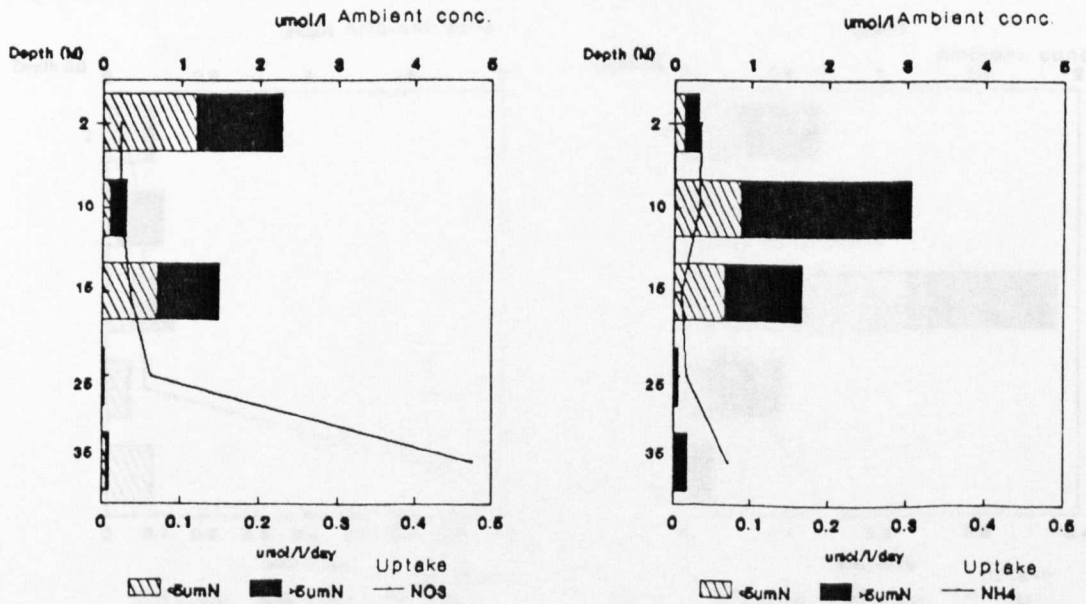 umol/l Ambient conc.
Depth (M)
0 1 2 3 4 5
2
10
15
25
35
0 0.1 0.2 0.3 0.4 0.5
umol/l/day
Uptake
<5umN >5umN NO3
umol/l Ambient conc.
Depth (M)
0 1 2 3 4 5
2
10
15
25
35
0 0.1 0.2 0.3 0.4 0.5
umol/l/day
Uptake
<5umN >5umN NH4